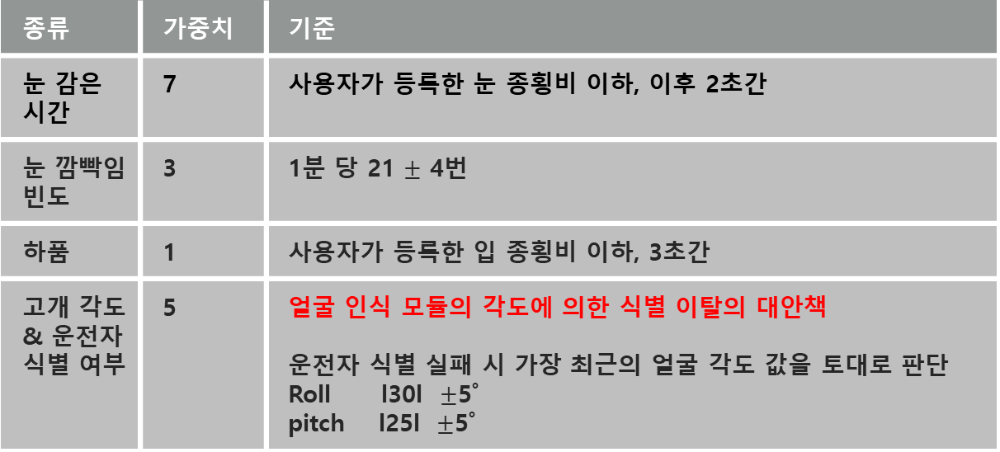 종류 가중치 기준
눈 감은 7 사용자가 등록한 눈 종횡비 이하, 이후 2초간
시간
눈 깜빡임 3 1분 당 21 ± 4번
빈도
하품 1 사용자가 등록한 입 종횡비 이하, 3초간
고개 각도 5 얼굴 인식 모듈의 각도에 의한 식별 이탈의 대안책
& 운전자
식별 여부 운전자 식별 실패 시 가장 최근의 얼굴 각도 값을 토대로 판단
Roll l30l ±5˚
pitch l25l ±5˚